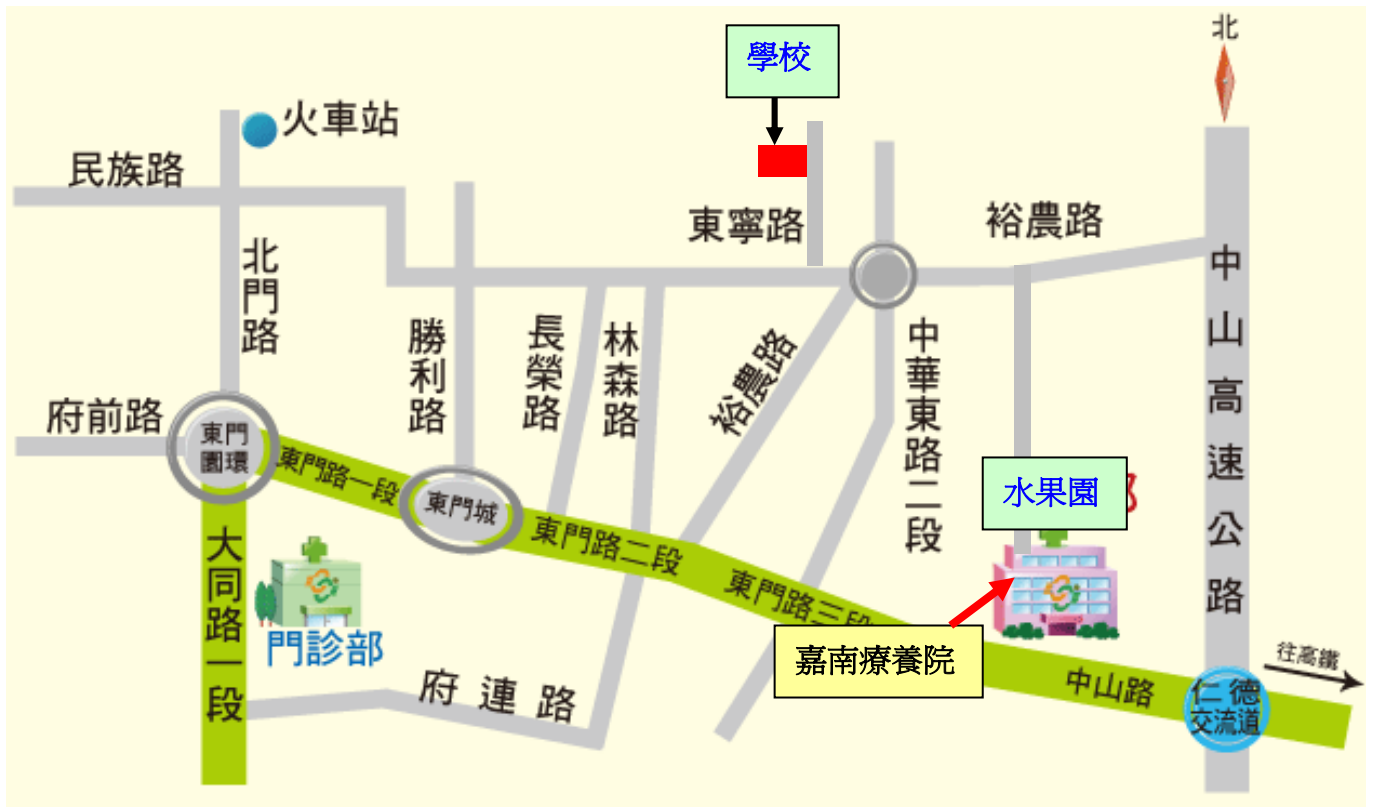 北
學校
火車站
民族路
東寧路
裕農路
北門路
中山高速公路
勝利路
長榮路
林森路
裕農路
中華東路二段
府前路
東門
圓環
東門路一段
東門城
水果園
東門路二段
大同路一段
東門路三段
門診部
嘉南療養院
往高鐵
府連路
中山路
仁德
交流道